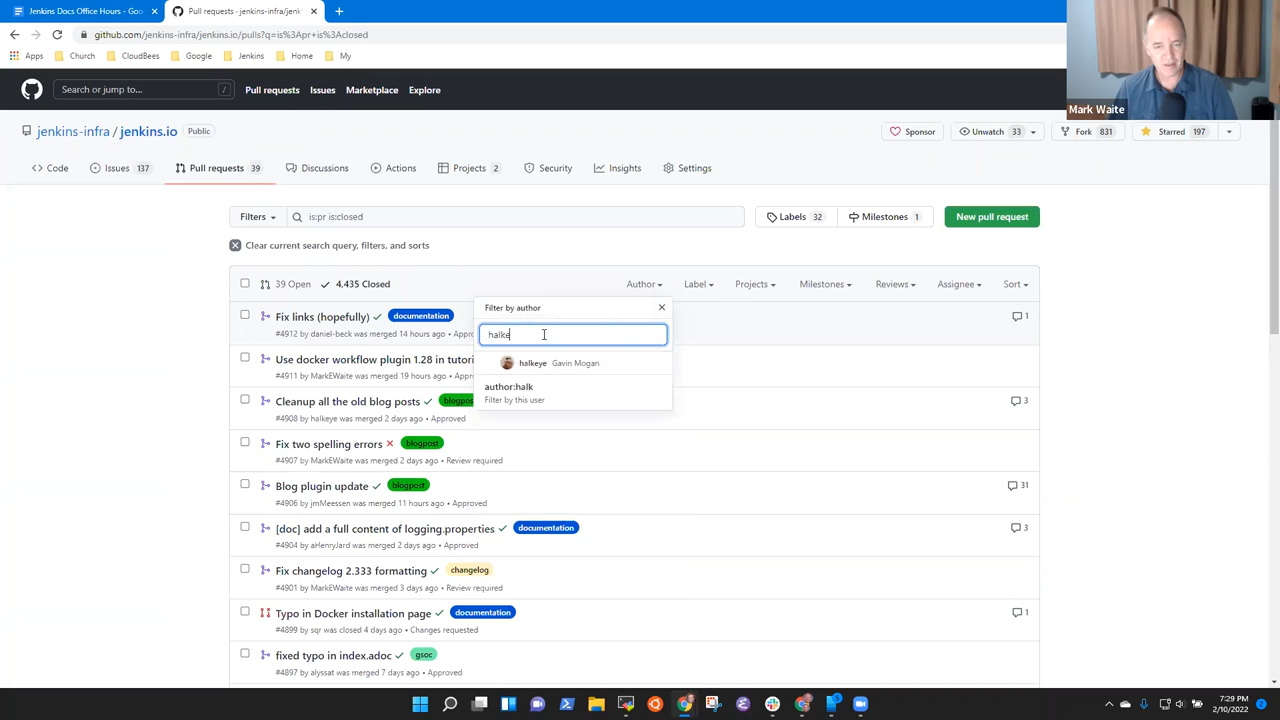 Jenkins Docs Office Hours - Goo
Pull requests · jenkins-infra/jenk
github.com/jenkins-infra/jenkins.io/pulls?q=is%3Apr+is%3Aclosed
Apps Church CloudBees Google Jenkins Home My
Mark Waite
Search or jump to... /
Pull requests Issues Marketplace Explore
jenkins-infra / jenkins.io Public
Sponsor Unwatch 33 Fork 831 Starred 197
Code Issues 137 Pull requests 39 Discussions Actions Projects 2 Security Insights Settings
Filters is:pr is:closed Labels 32 Milestones 1 New pull request
Clear current search query, filters, and sorts
39 Open 4,435 Closed Author Label Projects Milestones Reviews Assignee Sort
Filter by author
halke
halkeye Gavin Mogan
author:halk
Filter by this user
Fix links (hopefully) documentation 1
#4912 by daniel-beck was merged 14 hours ago • Appro
Use docker workflow plugin 1.28 in tutori
#4911 by MarkEWaite was merged 19 hours ago • Appro
Cleanup all the old blog posts blogpos 3
#4908 by halkeye was merged 2 days ago • Approved
Fix two spelling errors blogpost
#4907 by MarkEWaite was merged 2 days ago • Review required
Blog plugin update blogpost 31
#4906 by jmMeessen was merged 11 hours ago • Approved
[doc] add a full content of logging.properties documentation 3
#4904 by aHenryJard was merged 2 days ago • Approved
Fix changelog 2.333 formatting changelog
#4901 by MarkEWaite was merged 3 days ago • Review required
Typo in Docker installation page documentation 1
#4899 by sqr was closed 4 days ago • Changes requested
fixed typo in index.adoc gsoc
#4897 by alyssat was merged 7 days ago • Approved
7:29 PM
2/10/2022